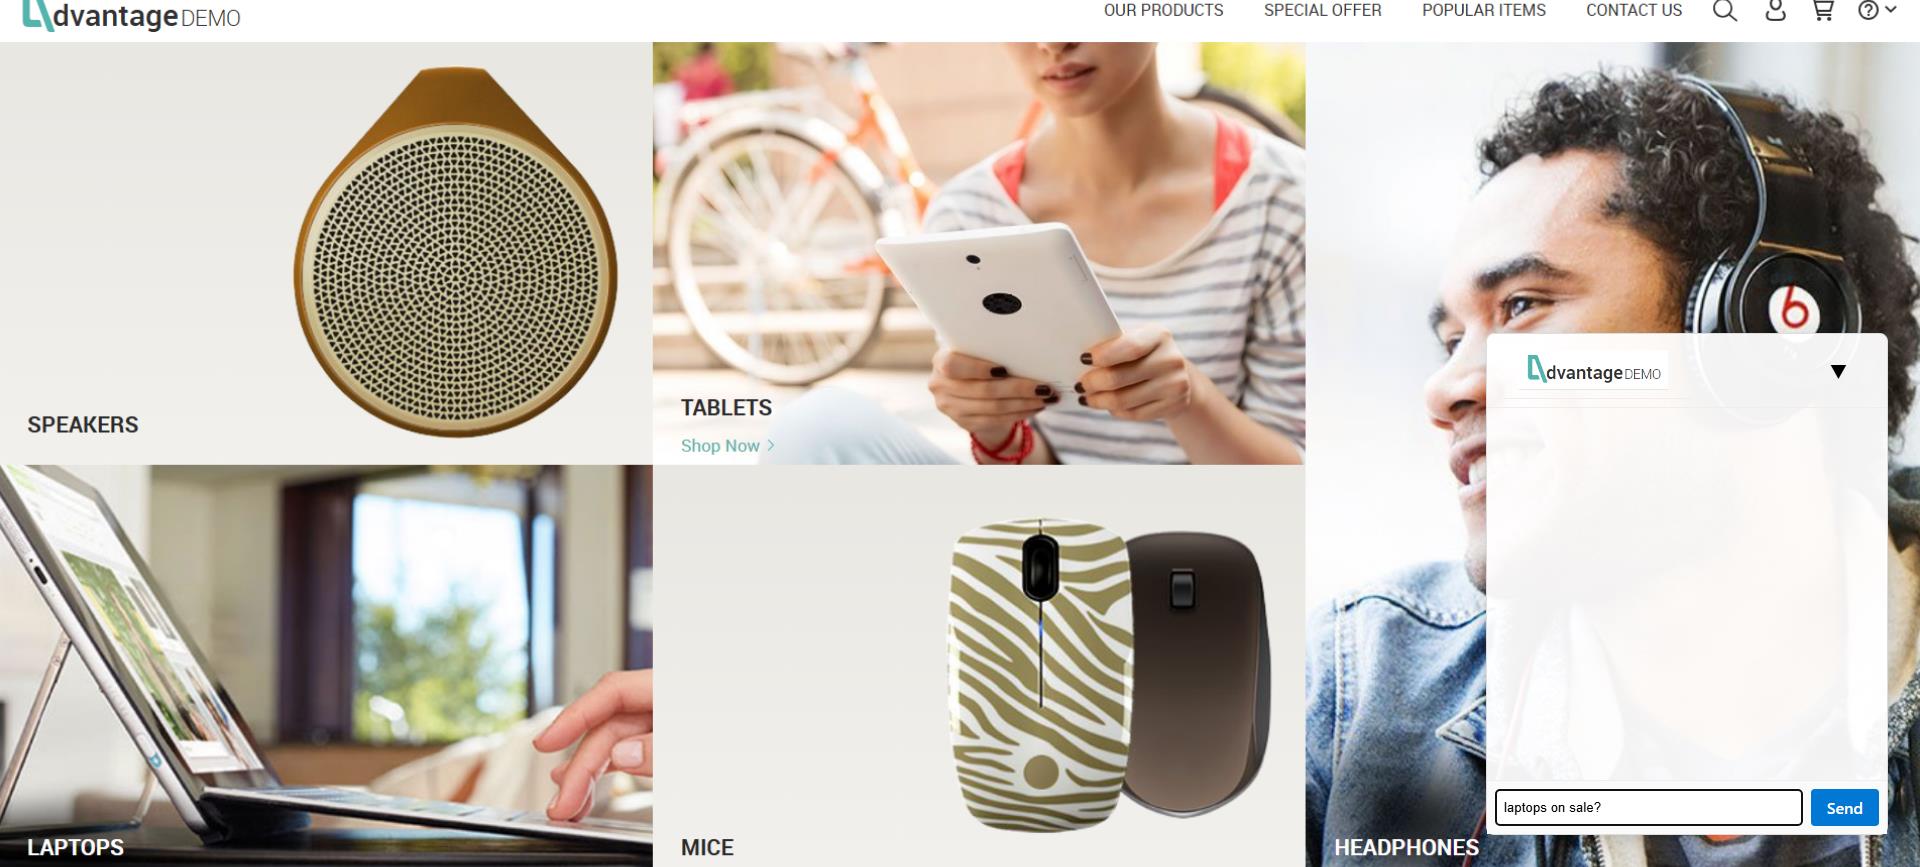 dvantage DEMO
OUR PRODUCTS
SPECIAL OFFER
POPULAR ITEMS
CONTACT US
SPEAKERS
TABLETS
Shop Now
b
dvantage DEMO
laptops on sale?
Send
LAPTOPS
MICE
HEADPHONES